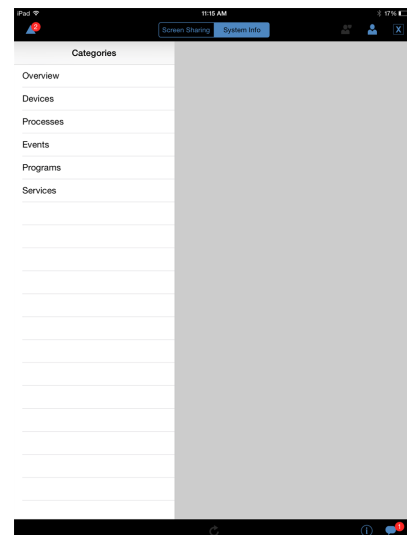 iPad 11:15 AM 17%
2 Screen Sharing System Info X
Categories
Overview
Devices
Processes
Events
Programs
Services
i 1